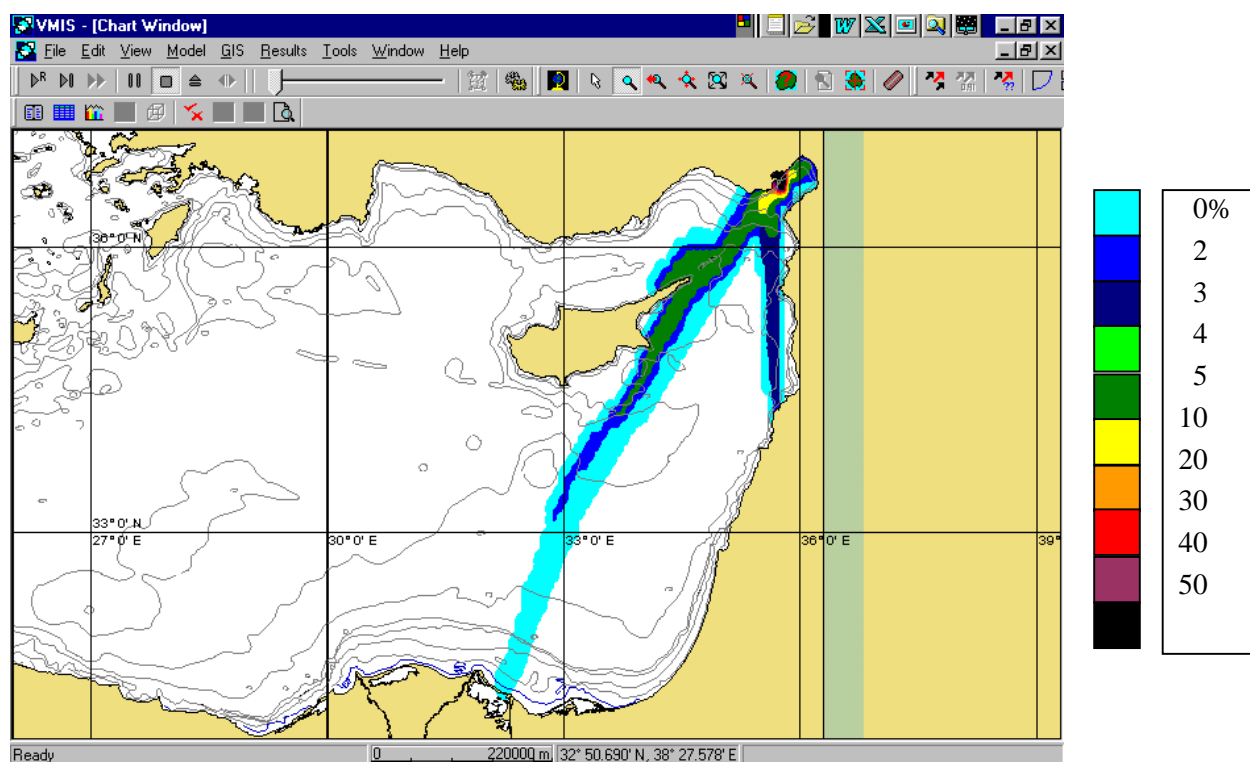 VMIS - [Chart Window]
File Edit View Model GIS Results Tools Window Help
36° 0' N
33° 0' N
27° 0' E
30° 0' E
33° 0' E
36° 0' E
39°
0%
2
3
4
5
10
20
30
40
50
Ready
0
220000 m
32° 50.690' N, 38° 27.578' E